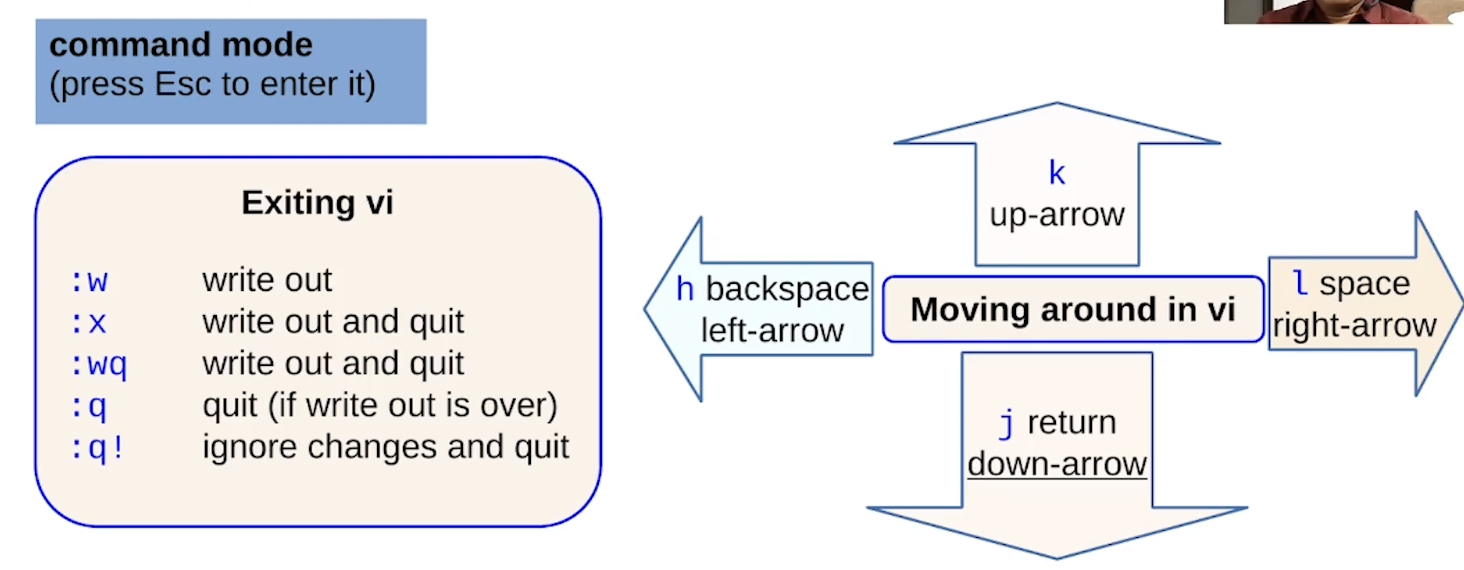 command mode
(press Esc to enter it)
Exiting vi
:w write out
:x write out and quit
:wq write out and quit
:q quit (if write out is over)
:q! ignore changes and quit
k
up-arrow
h backspace
left-arrow
Moving around in vi
l space
right-arrow
j return
down-arrow